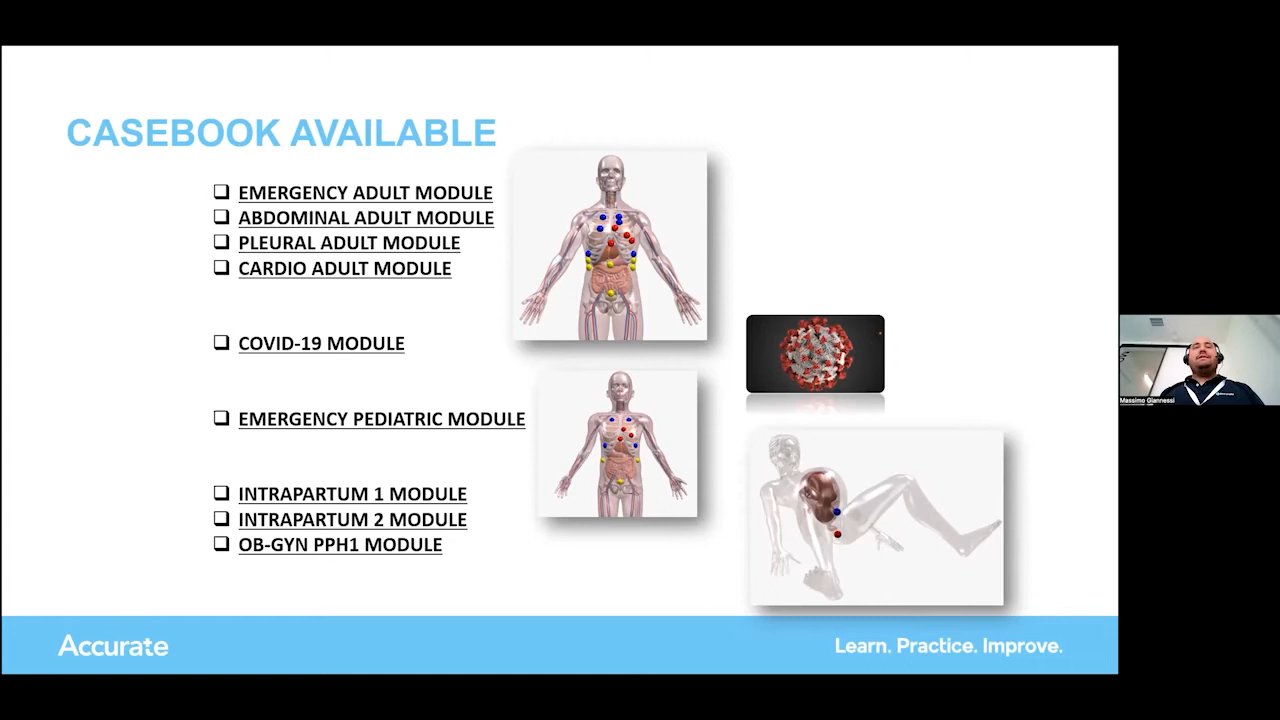 CASEBOOK AVAILABLE
EMERGENCY ADULT MODULE
ABDOMINAL ADULT MODULE
PLEURAL ADULT MODULE
CARDIO ADULT MODULE
COVID-19 MODULE
EMERGENCY PEDIATRIC MODULE
INTRAPARTUM 1 MODULE
INTRAPARTUM 2 MODULE
OB-GYN PPH1 MODULE
Massimo Giannessi
Accurate
Learn. Practice. Improve.